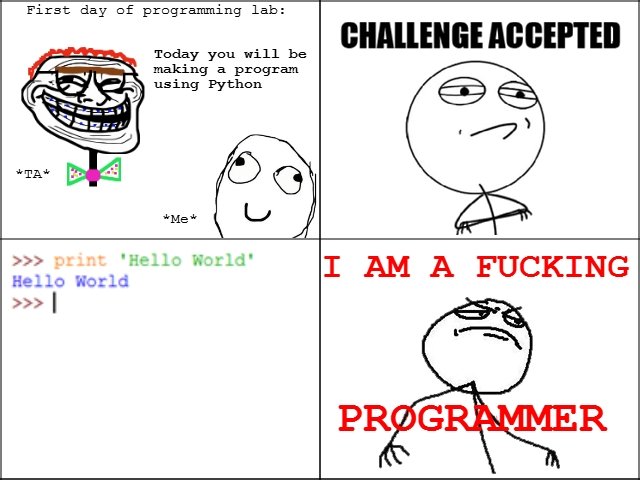 First day of programming lab:
Today you will be
making a program
using Python
*TA*
*Me*
CHALLENGE ACCEPTED
>>> print 'Hello World'
Hello World
>>>
I AM A FUCKING
PROGRAMMER